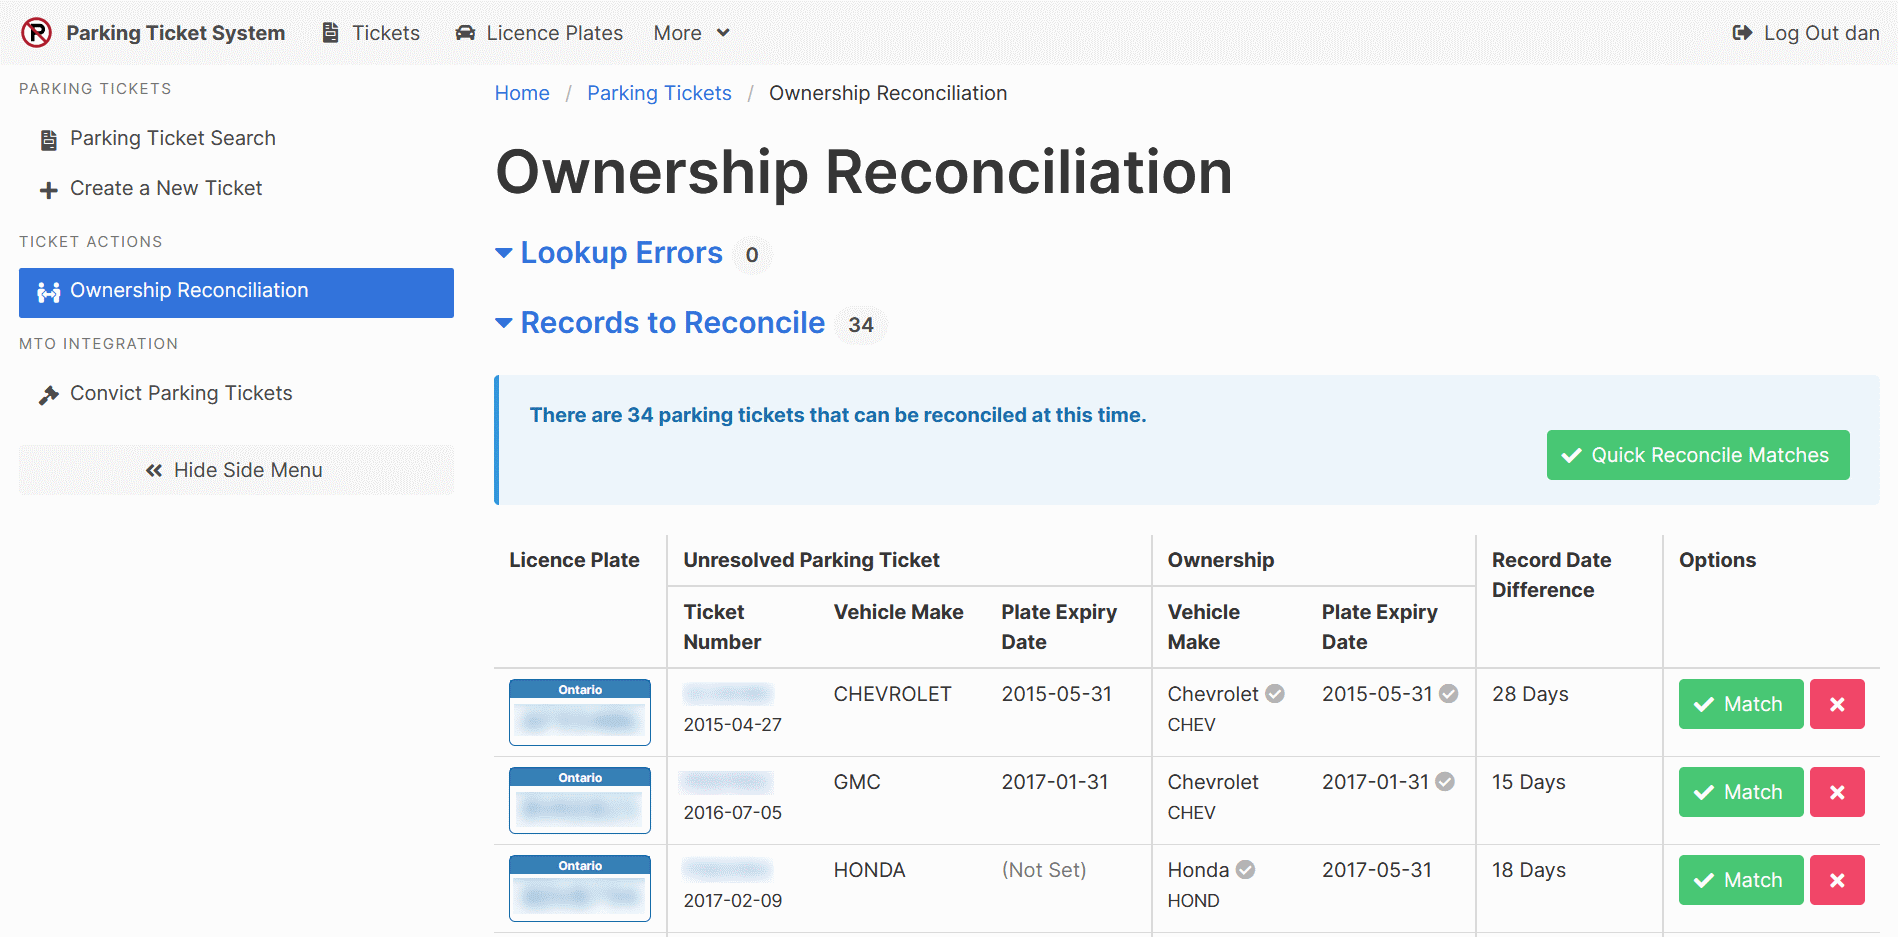 Parking Ticket System
Tickets
Licence Plates
More
Log Out dan
PARKING TICKETS
Parking Ticket Search
Create a New Ticket
TICKET ACTIONS
Ownership Reconciliation
MTO INTEGRATION
Convict Parking Tickets
Hide Side Menu
Home / Parking Tickets / Ownership Reconciliation
Ownership Reconciliation
Lookup Errors 0
Records to Reconcile 34
There are 34 parking tickets that can be reconciled at this time.
Quick Reconcile Matches
Licence Plate
Unresolved Parking Ticket
Ownership
Record Date
Difference
Options
Ticket
Number
Vehicle Make
Plate Expiry
Date
Vehicle
Make
Plate Expiry
Date
Ontario
2015-04-27
CHEVROLET
2015-05-31
Chevrolet
CHEV
2015-05-31
28 Days
Match
Ontario
2016-07-05
GMC
2017-01-31
Chevrolet
CHEV
2017-01-31
15 Days
Match
Ontario
2017-02-09
HONDA
(Not Set)
Honda
HOND
2017-05-31
18 Days
Match